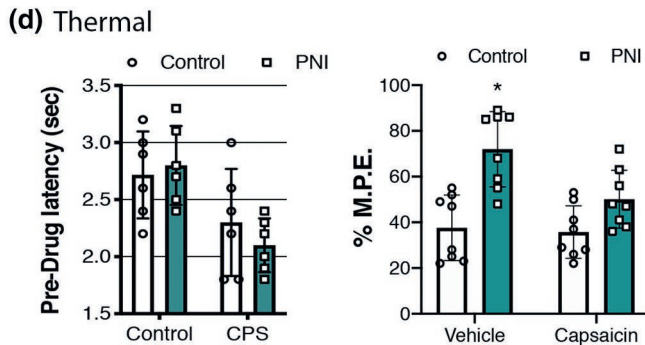 (d) Thermal
Control PNI
Pre-Drug latency (sec)
3.5
3.0
2.5
2.0
1.5
Control CPS
Control PNI
% M.P.E.
100
80
60
40
20
0
*
Vehicle Capsaicin